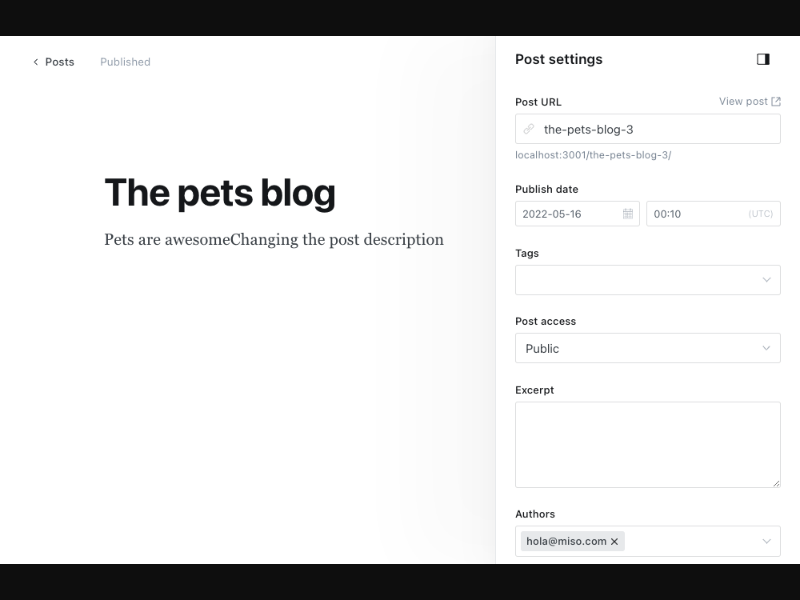 Posts Published
The pets blog
Pets are awesomeChanging the post description
Post settings
Post URL View post
the-pets-blog-3
localhost:3001/the-pets-blog-3/
Publish date
2022-05-16 00:10 (UTC)
Tags
Post access
Public
Excerpt
Authors
hola@miso.com